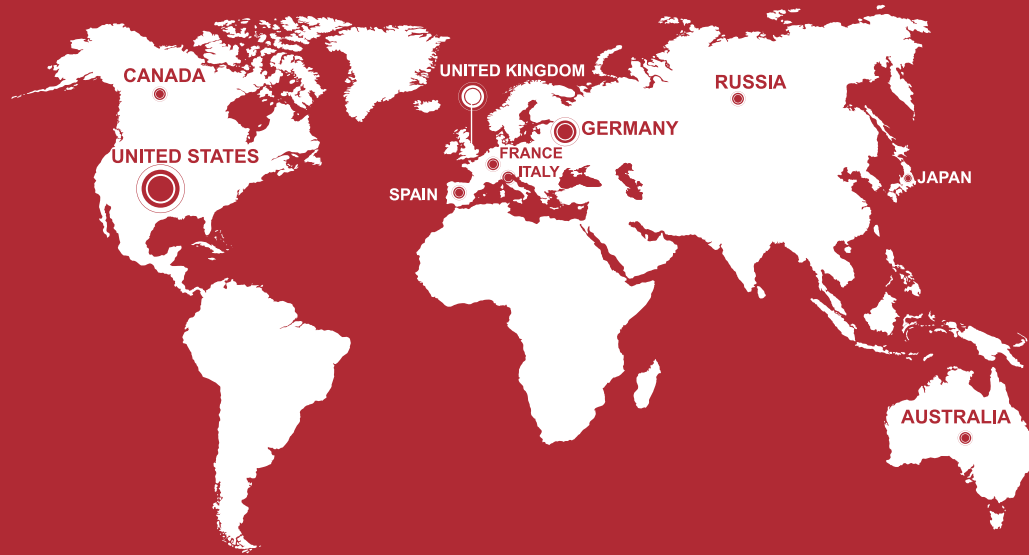 UNITED KINGDOM
CANADA
RUSSIA
GERMANY
UNITED STATES
FRANCE
ITALY
JAPAN
SPAIN
AUSTRALIA